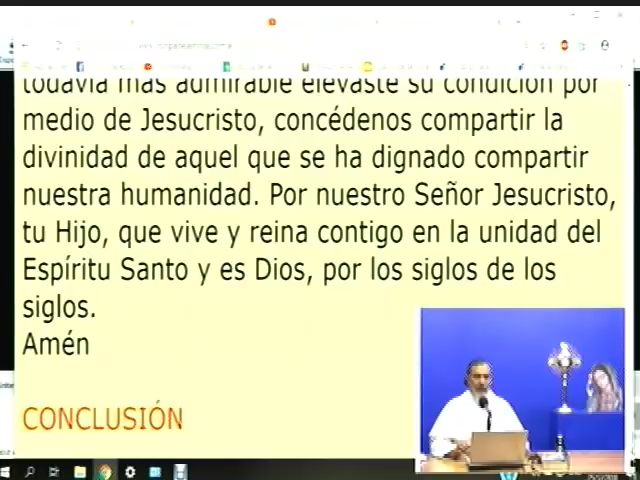 todavía más admirable elevaste su condición por
medio de Jesucristo, concédenos compartir la
divinidad de aquel que se ha dignado compartir
nuestra humanidad. Por nuestro Señor Jesucristo,
tu Hijo, que vive y reina contigo en la unidad del
Espíritu Santo y es Dios, por los siglos de los
siglos.
Amén
CONCLUSIÓN